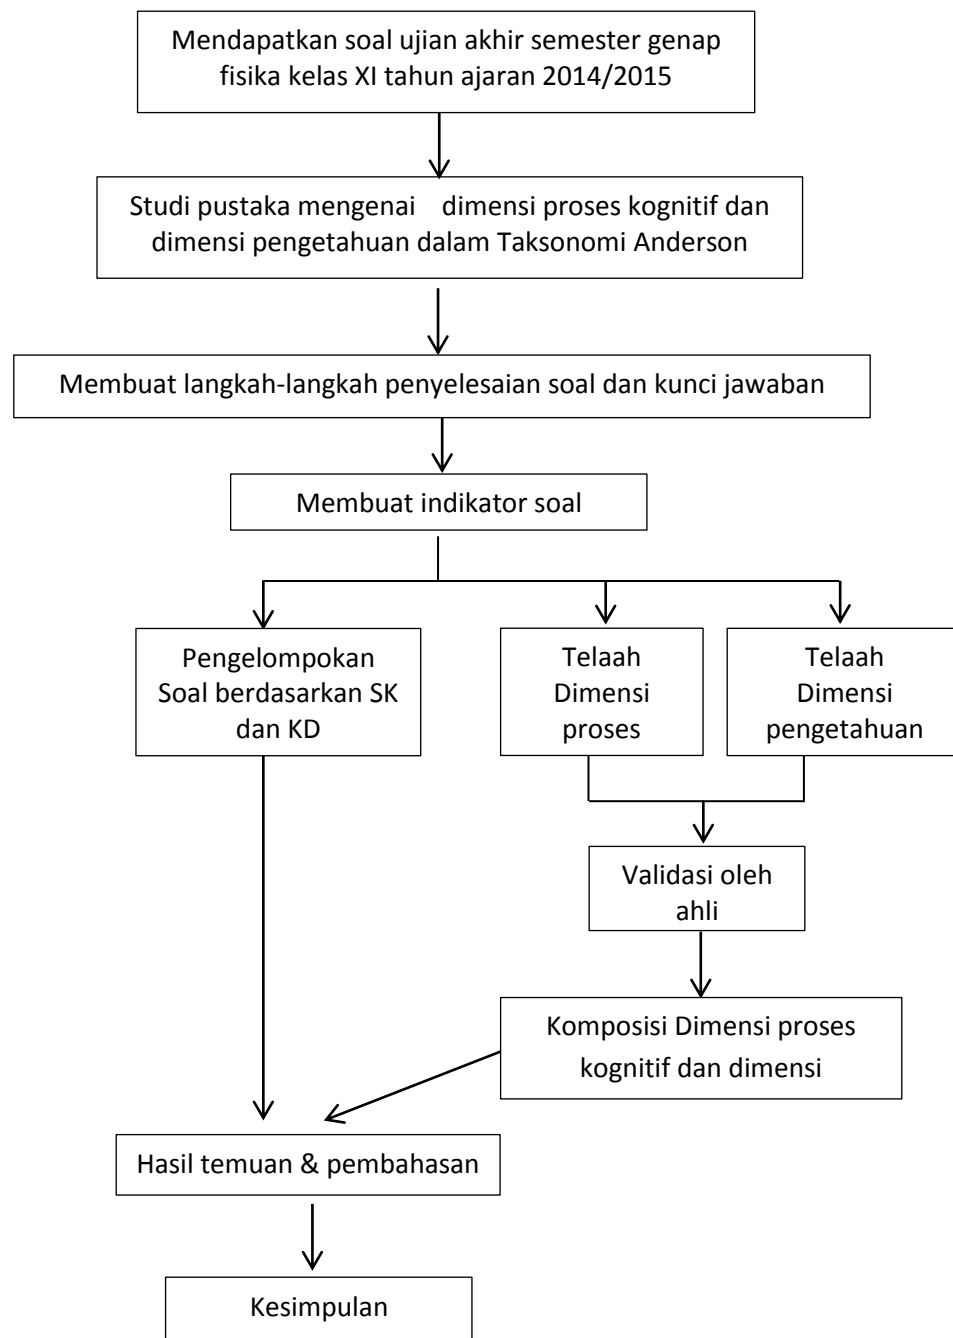 Mendapatkan soal ujian akhir semester genap
fisika kelas XI tahun ajaran 2014/2015
Studi pustaka mengenai dimensi proses kognitif dan
dimensi pengetahuan dalam Taksonomi Anderson
Membuat langkah-langkah penyelesaian soal dan kunci jawaban
Membuat indikator soal
Pengelompokan
Soal berdasarkan SK
dan KD
Telaah
Dimensi
proses
Telaah
Dimensi
pengetahuan
Validasi oleh
ahli
Komposisi Dimensi proses
kognitif dan dimensi
Hasil temuan & pembahasan
Kesimpulan